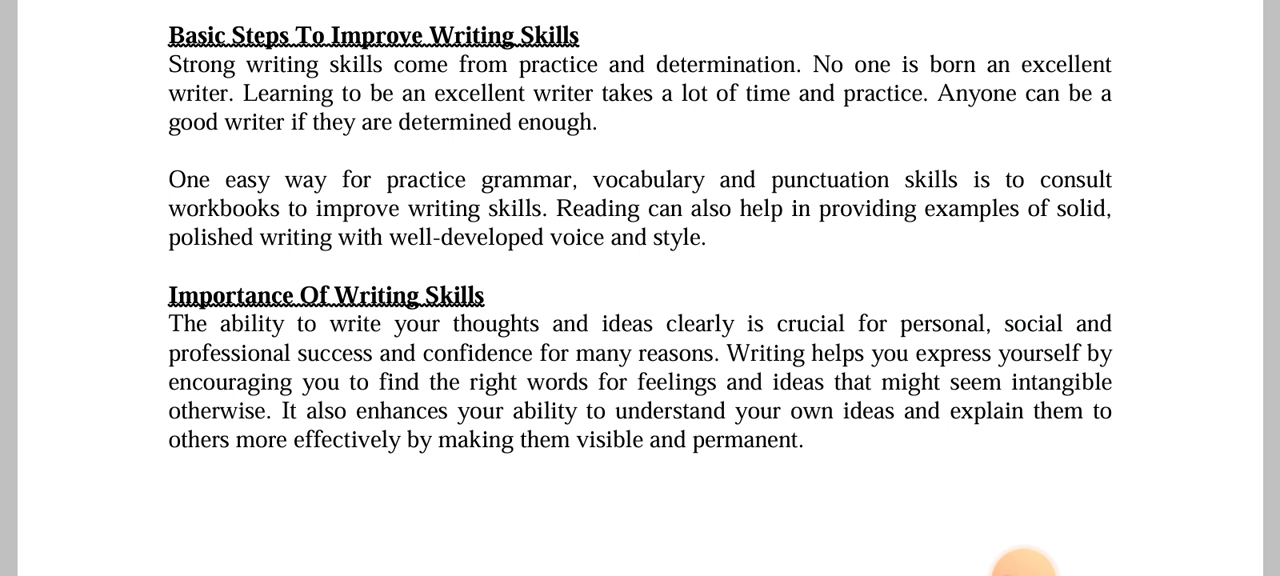 Basic Steps To Improve Writing Skills
Strong writing skills come from practice and determination. No one is born an excellent
writer. Learning to be an excellent writer takes a lot of time and practice. Anyone can be a
good writer if they are determined enough.
One easy way for practice grammar, vocabulary and punctuation skills is to consult
workbooks to improve writing skills. Reading can also help in providing examples of solid,
polished writing with well-developed voice and style.
Importance Of Writing Skills
The ability to write your thoughts and ideas clearly is crucial for personal, social and
professional success and confidence for many reasons. Writing helps you express yourself by
encouraging you to find the right words for feelings and ideas that might seem intangible
otherwise. It also enhances your ability to understand your own ideas and explain them to
others more effectively by making them visible and permanent.